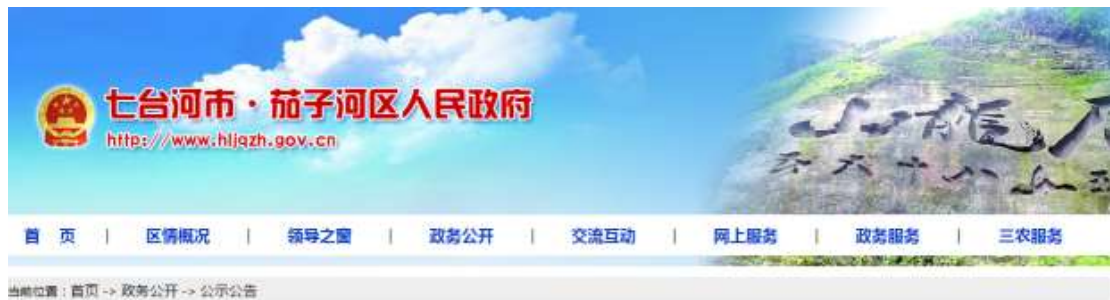 七台河市·茄子河区人民政府
http://www.hljqzh.gov.cn
山龍
首 页 | 区情概况 | 领导之窗 | 政务公开 | 交流互动 | 网上服务 | 政务服务 | 三农服务
当前位置：首页 -> 政务公开 -> 公示公告